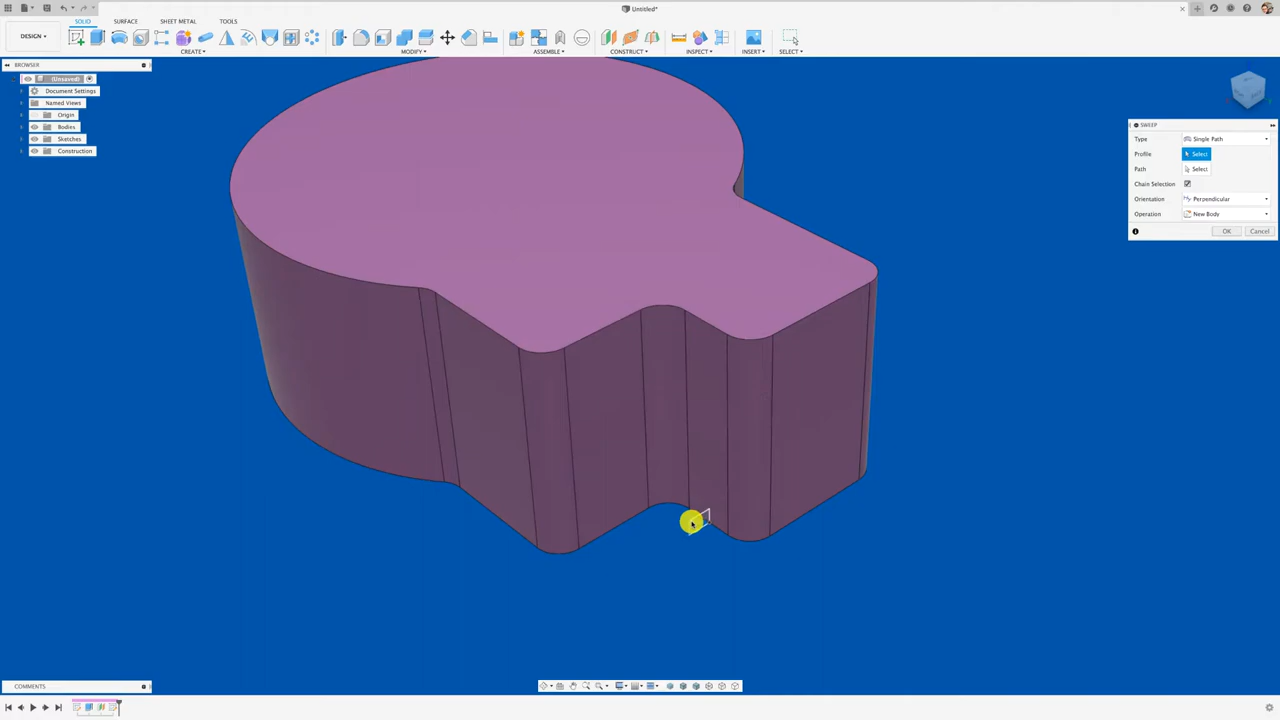 Untitled*
DESIGN
SOLID
SURFACE
SHEET METAL
TOOLS
CREATE
MODIFY
ASSEMBLE
CONSTRUCT
INSPECT
INSERT
SELECT
BROWSER
(Unsaved)
Document Settings
Named Views
Origin
Bodies
Sketches
Construction
SWEEP
Type
Single Path
Profile
Select
Path
Select
Chain Selection
Orientation
Perpendicular
Operation
New Body
OK
Cancel
COMMENTS